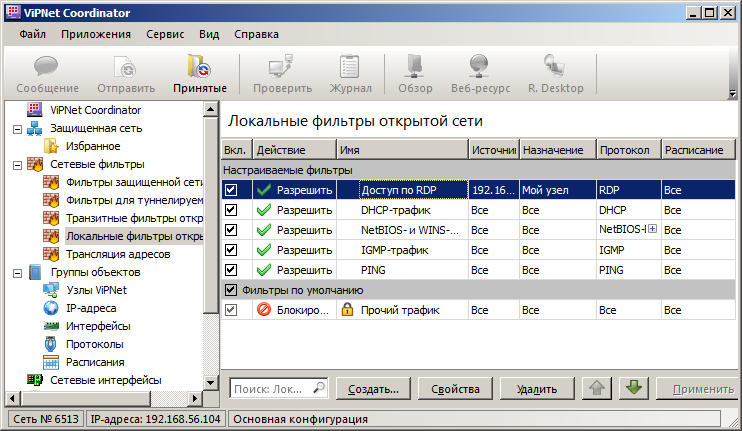 ViPNet Coordinator
Файл Приложения Сервис Вид Справка
Сообщение Отправить Принятые Проверить Журнал Обзор Веб-ресурс R. Desktop
ViPNet Coordinator
Защищенная сеть
Избранное
Сетевые фильтры
Фильтры защищенной сети
Фильтры для туннелируем
Транзитные фильтры откр
Локальные фильтры откры
Трансляция адресов
Группы объектов
Узлы ViPNet
IP-адреса
Интерфейсы
Протоколы
Расписания
Сетевые интерфейсы
Локальные фильтры открытой сети
Вкл. Действие Имя Источник Назначение Протокол Расписание
Настраиваемые фильтры
Разрешить Доступ по RDP 192.16... Мой узел RDP Все
Разрешить DHCP-трафик Все Все DHCP Все
Разрешить NetBIOS- и WINS-... Все Все NetBIOS-І Все
Разрешить IGMP-трафик Все Все IGMP Все
Разрешить PING Все Все PING Все
Фильтры по умолчанию
Блокиро... Прочий трафик Все Все Все Все
Поиск: Лок... Создать... Свойства Удалить Применить
Сеть № 6513 IP-адреса: 192.168.56.104 Основная конфигурация